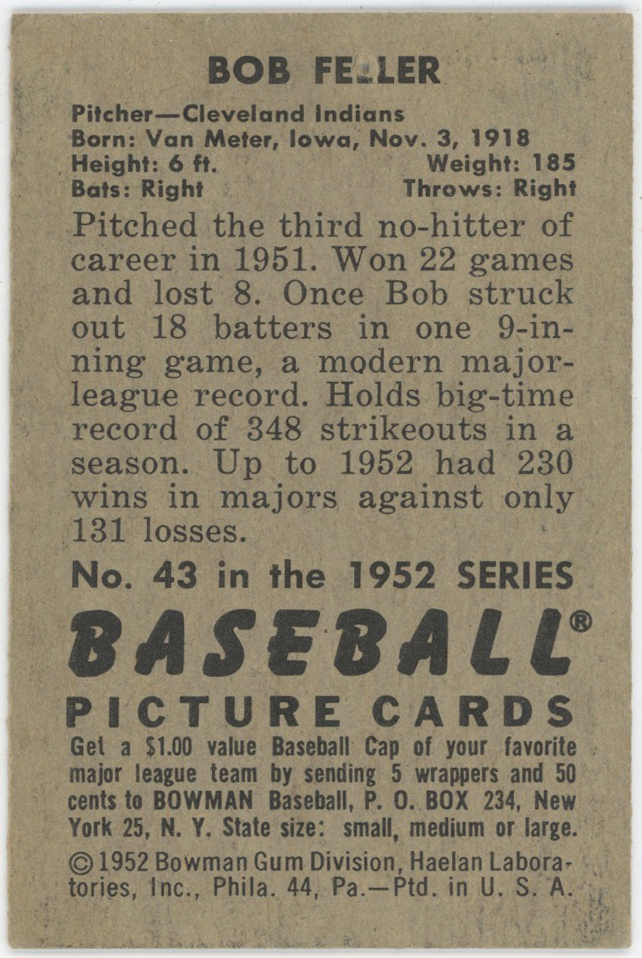 BOB FELLER
Pitcher—Cleveland Indians
Born: Van Meter, Iowa, Nov. 3, 1918
Height: 6 ft. Weight: 185
Bats: Right Throws: Right
Pitched the third no-hitter of
career in 1951. Won 22 games
and lost 8. Once Bob struck
out 18 batters in one 9-in-
ning game, a modern major-
league record. Holds big-time
record of 348 strikeouts in a
season. Up to 1952 had 230
wins in majors against only
131 losses.
No. 43 in the 1952 SERIES
BASEBALL®
PICTURE CARDS
Get a $1.00 value Baseball Cap of your favorite
major league team by sending 5 wrappers and 50
cents to BOWMAN Baseball, P. O. BOX 234, New
York 25, N. Y. State size: small, medium or large.
© 1952 Bowman Gum Division, Haelan Labora-
tories, Inc., Phila. 44, Pa.—Ptd. in U. S. A.